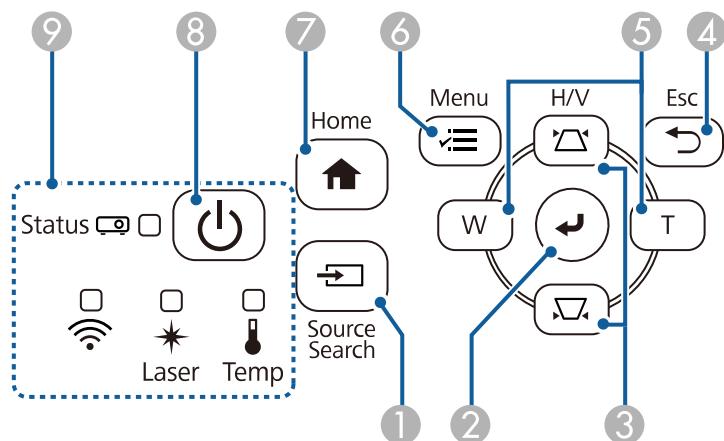 9 8 7 6 5 4
Menu H/V Esc
Home
Status
W T
Source
Search
Laser Temp
1 2 3